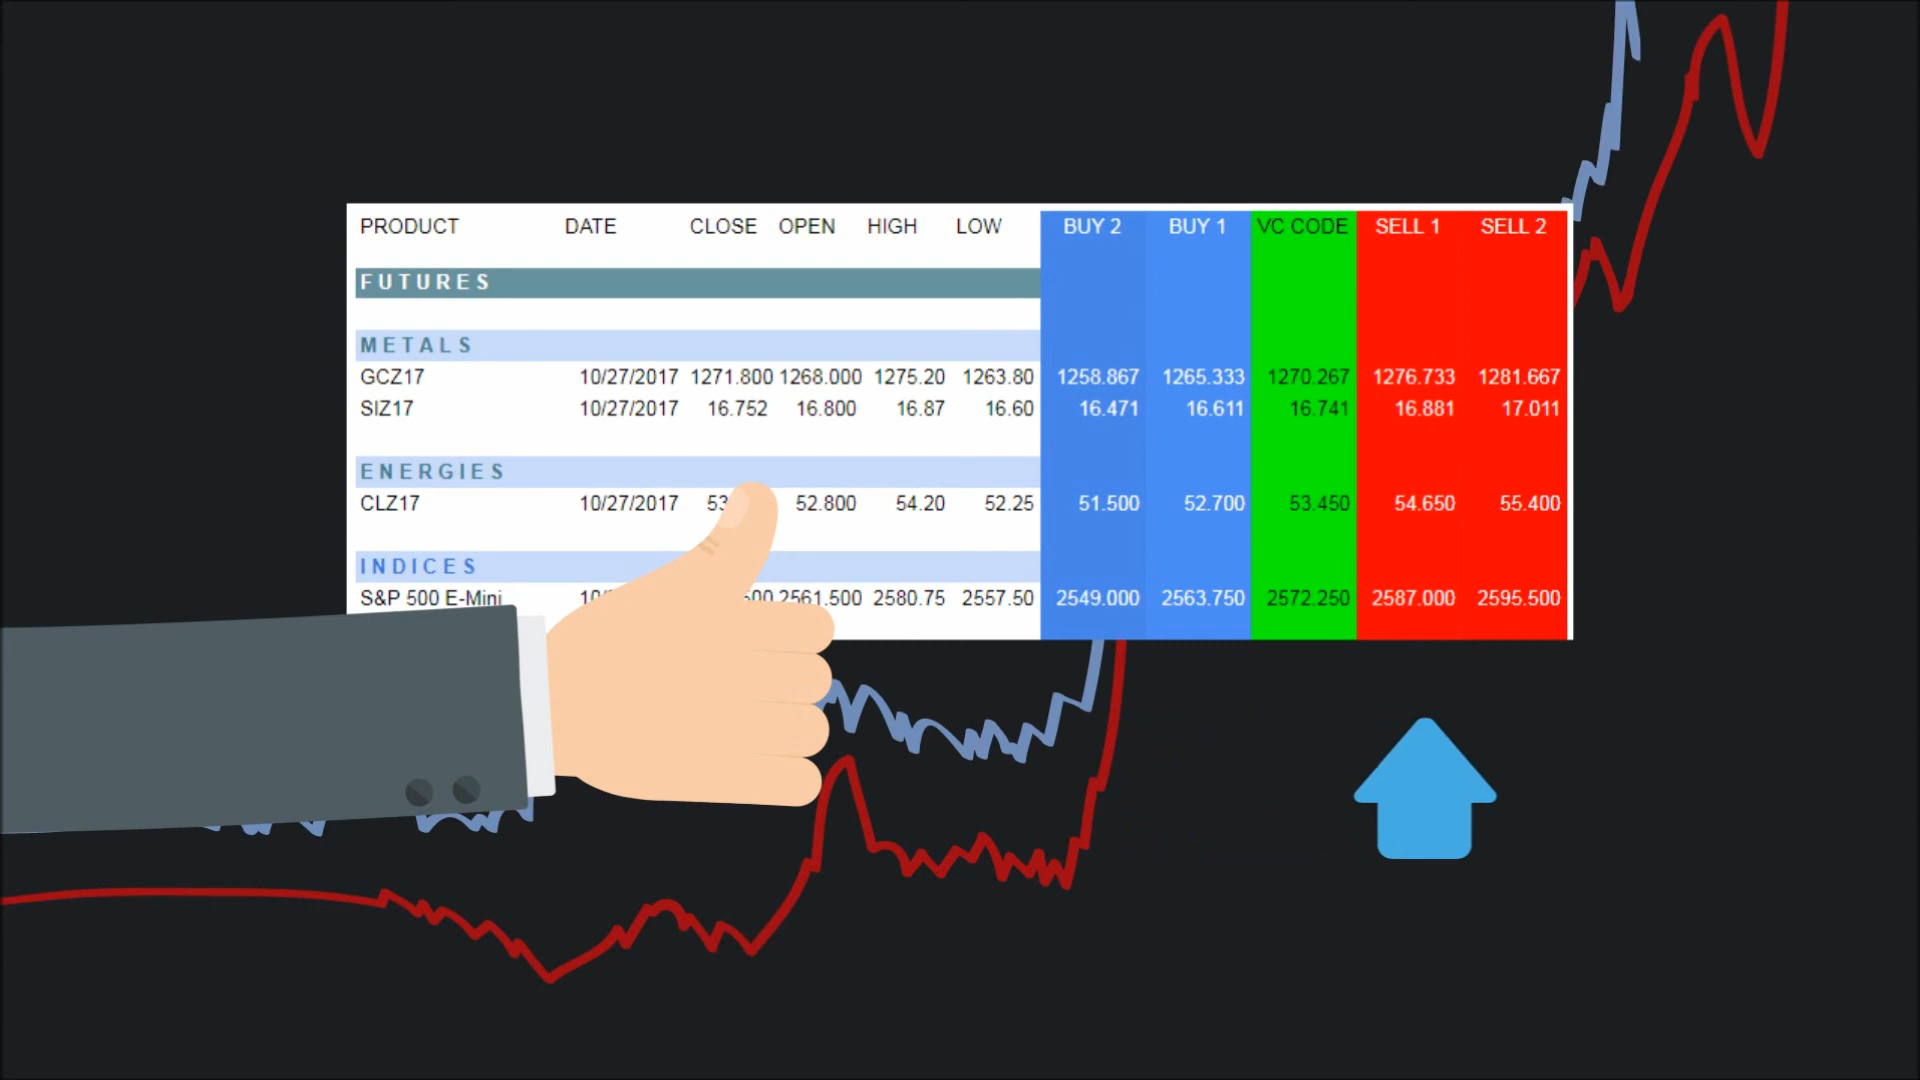 PRODUCT DATE CLOSE OPEN HIGH LOW BUY 2 BUY 1 VC CODE SELL 1 SELL 2
FUTURES
METALS
GCZ17 10/27/2017 1271.800 1268.000 1275.20 1263.80 1258.867 1265.333 1270.267 1276.733 1281.667
SIZ17 10/27/2017 16.752 16.800 16.87 16.60 16.471 16.611 16.741 16.881 17.011
ENERGIES
CLZ17 10/27/2017 52.800 54.20 52.25 51.500 52.700 53.450 54.650 55.400
INDICES
S&P 500 E-Mini 2561.500 2580.75 2557.50 2549.000 2563.750 2572.250 2587.000 2595.500